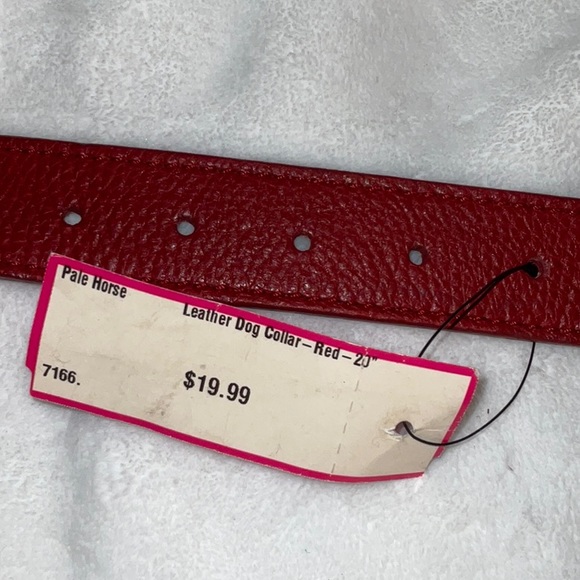 Pale Horse
Leather Dog Collar – Red – 20"
7166.
$19.99